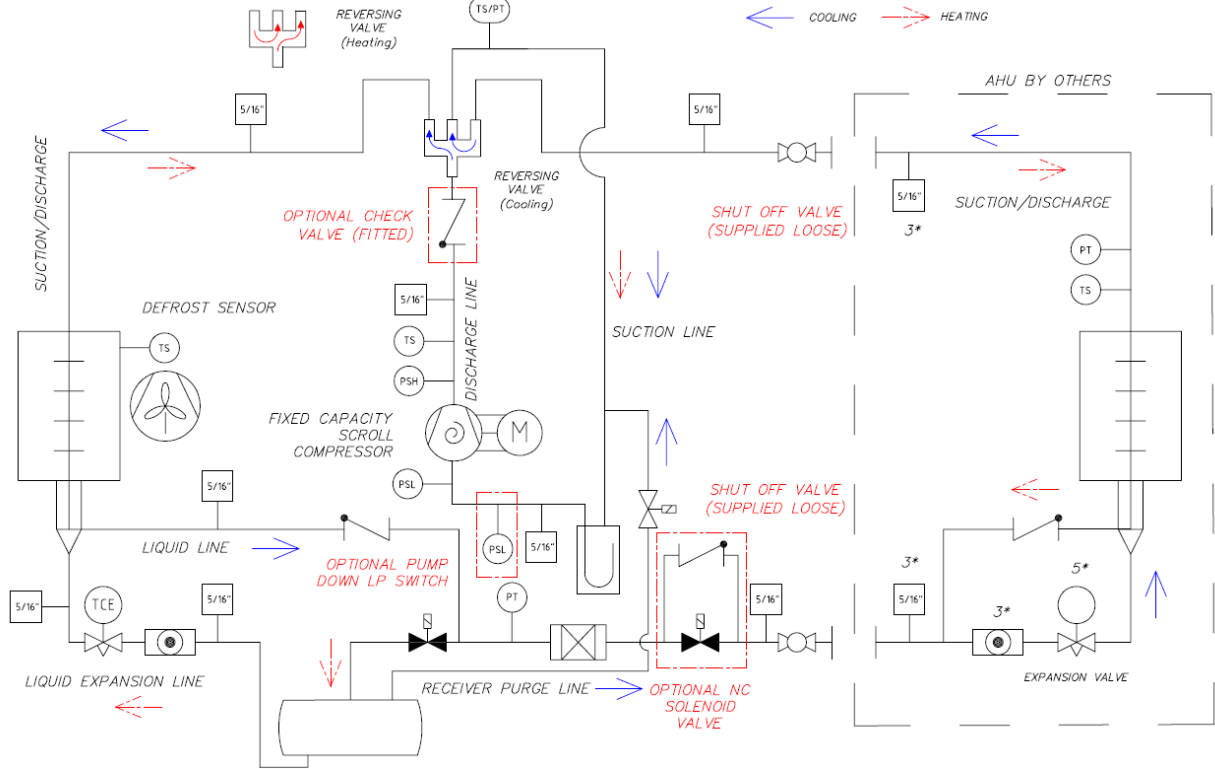 TS/PT
REVERSING
VALVE
(Heating)
COOLING
HEATING
AHU BY OTHERS
5/16"
5/16"
5/16"
3*
SUCTION/DISCHARGE
REVERSING
VALVE
(Cooling)
OPTIONAL CHECK
VALVE (FITTED)
SHUT OFF VALVE
(SUPPLIED LOOSE)
SUCTION/DISCHARGE
PT
TS
DEFROST SENSOR
TS
5/16"
TS
PSH
DISCHARGE LINE
SUCTION LINE
FIXED CAPACITY
SCROLL
COMPRESSOR
M
PSL
5/16"
PSL
5/16"
SHUT OFF VALVE
(SUPPLIED LOOSE)
LIQUID LINE
OPTIONAL PUMP
DOWN LP SWITCH
5/16"
TCE
5/16"
PT
5/16"
3*
5/16"
3*
5*
LIQUID EXPANSION LINE
RECEIVER PURGE LINE
OPTIONAL NC
SOLENOID
VALVE
EXPANSION VALVE